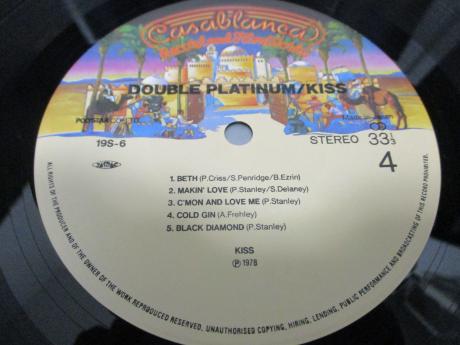 Casablanca
Record and FilmWorks
DOUBLE PLATINUM/KISS
POLYSTAR CO., LTD.
19S-6
STEREO 33⅓
4
1. BETH (P.Criss/S.Penridge/B.Ezrin)
2. MAKIN' LOVE (P.Stanley/S.Delaney)
3. C'MON AND LOVE ME (P.Stanley)
4. COLD GIN (A.Frehley)
5. BLACK DIAMOND (P.Stanley)
KISS
Ⓟ 1978
ALL RIGHTS OF THE PRODUCER AND OF THE OWNER OF THE WORK REPRODUCED RESERVED. UNAUTHORISED COPYING, HIRING, LENDING, PUBLIC PERFORMANCE AND BROADCASTING OF THIS RECORD PROHIBITED.